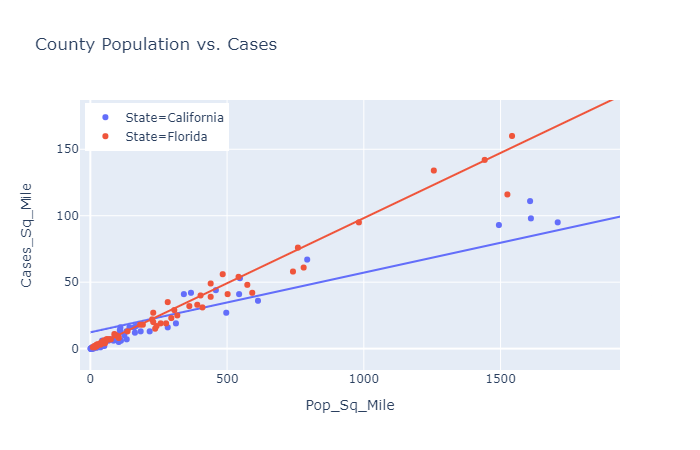 County Population vs. Cases
State=California
State=Florida
150
100
50
0
Cases_Sq_Mile
0
500
1000
1500
Pop_Sq_Mile